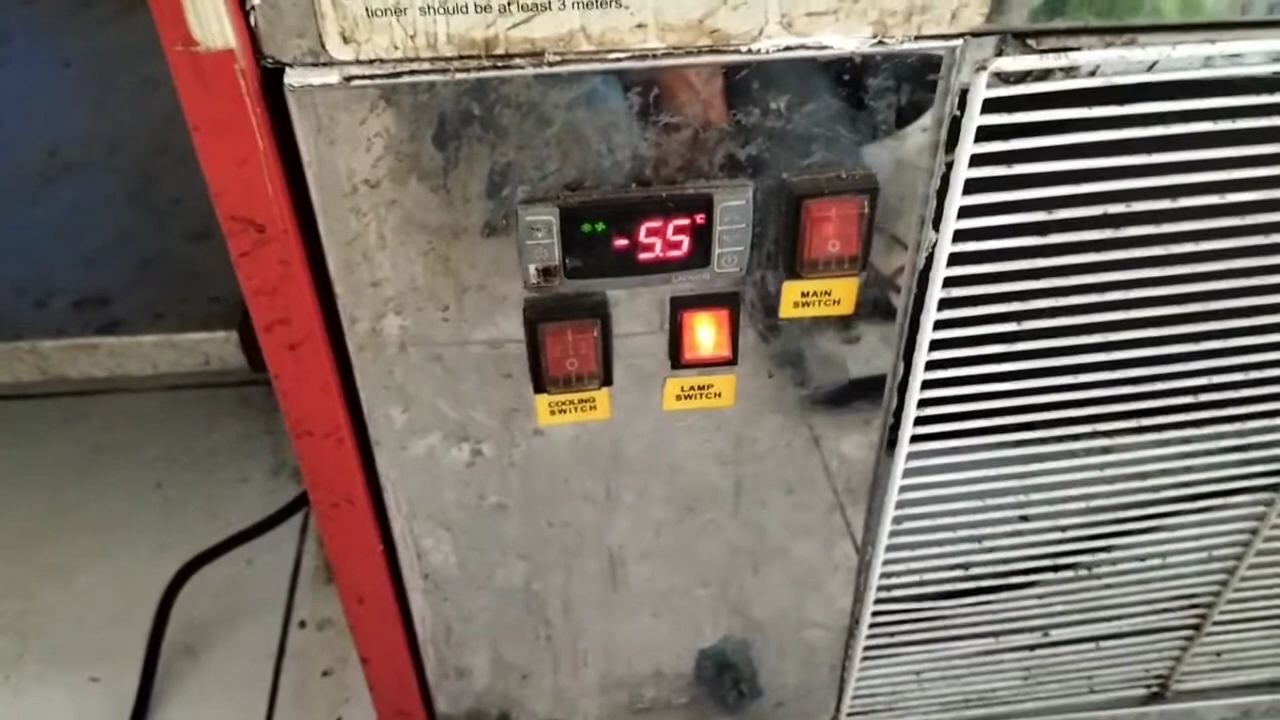 tioner should be at least 3 meters.
-5.5 °C
MAIN
SWITCH
COOLING
SWITCH
LAMP
SWITCH